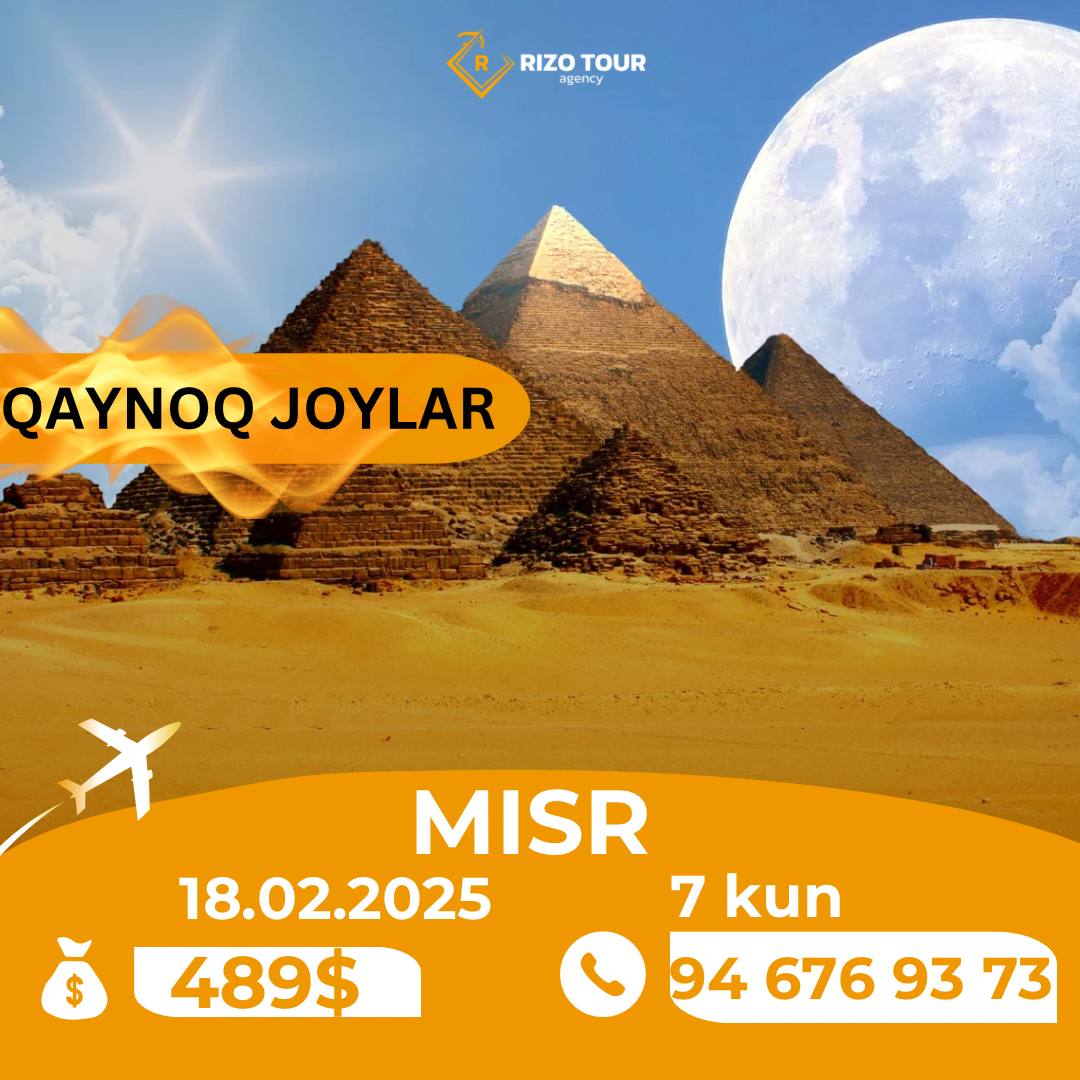 R
RIZO TOUR
agency
QAYNOQ JOYLAR
MISR
18.02.2025
7 kun
$
489$
94 676 93 73